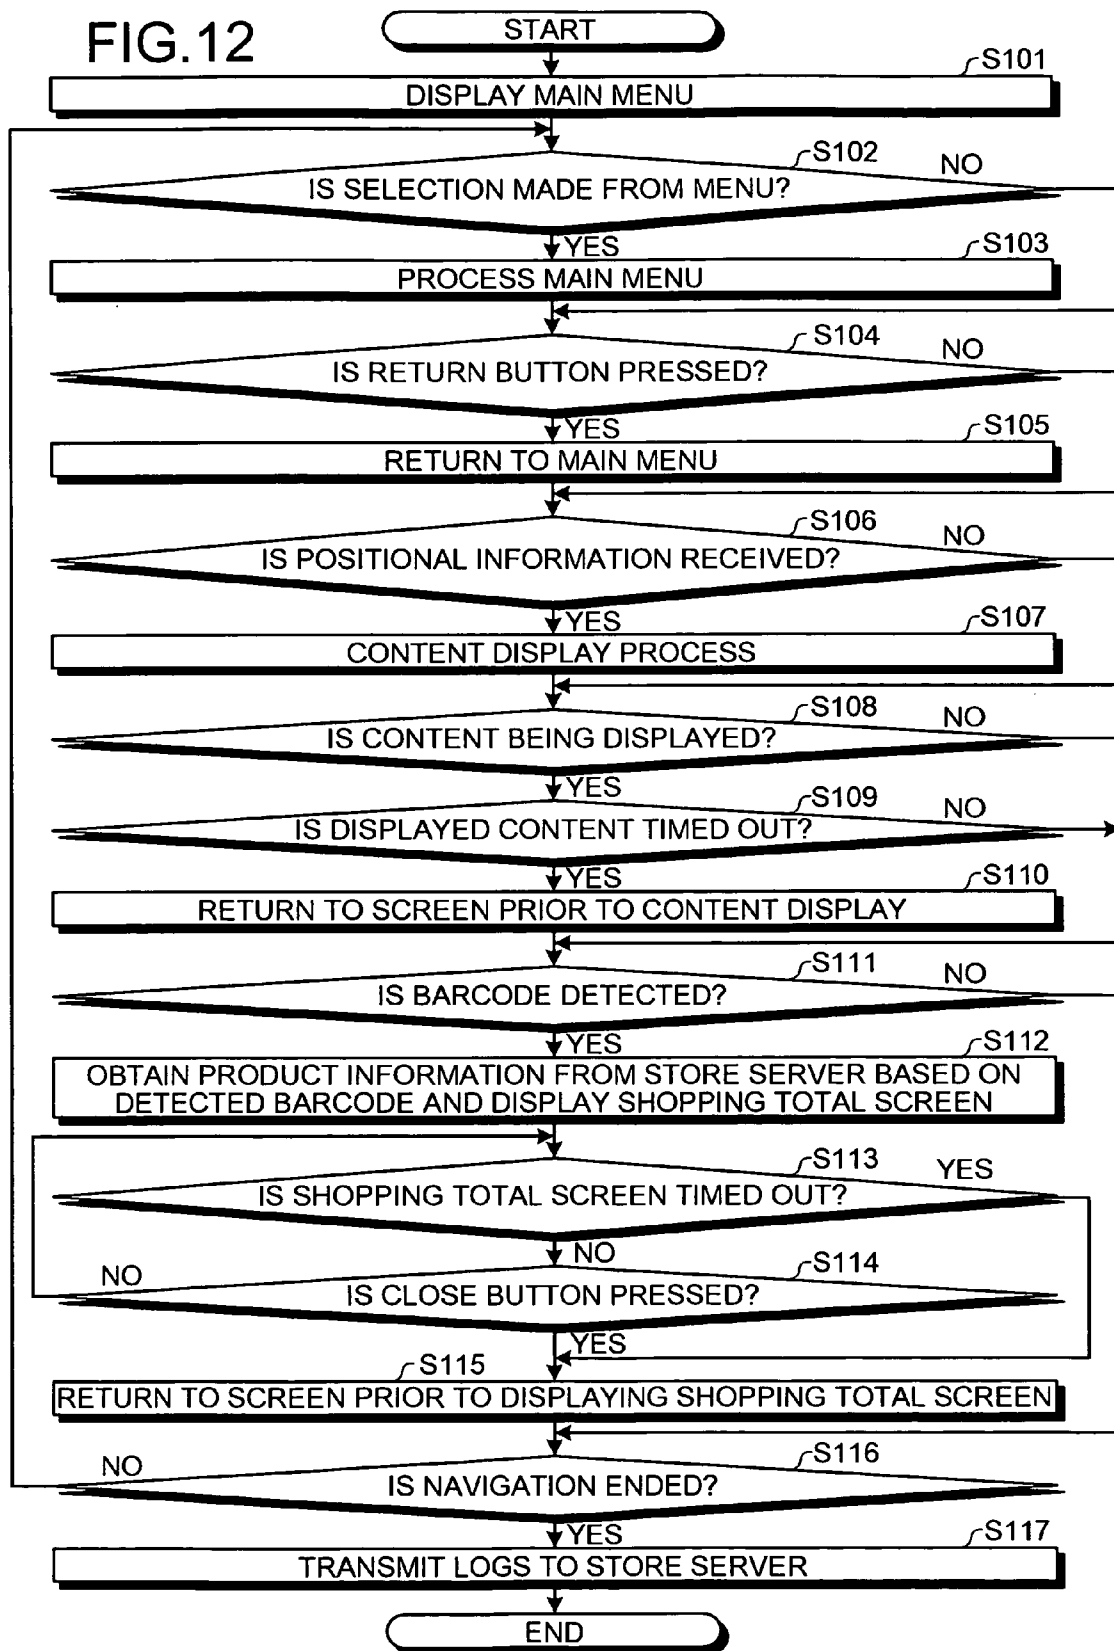 FIG.12
START
S101
DISPLAY MAIN MENU
S102
NO
IS SELECTION MADE FROM MENU?
YES
S103
PROCESS MAIN MENU
S104
NO
IS RETURN BUTTON PRESSED?
YES
S105
RETURN TO MAIN MENU
S106
NO
IS POSITIONAL INFORMATION RECEIVED?
YES
S107
CONTENT DISPLAY PROCESS
S108
NO
IS CONTENT BEING DISPLAYED?
YES
S109
NO
IS DISPLAYED CONTENT TIMED OUT?
YES
S110
RETURN TO SCREEN PRIOR TO CONTENT DISPLAY
S111
NO
IS BARCODE DETECTED?
YES
S112
OBTAIN PRODUCT INFORMATION FROM STORE SERVER BASED ON
DETECTED BARCODE AND DISPLAY SHOPPING TOTAL SCREEN
S113
YES
IS SHOPPING TOTAL SCREEN TIMED OUT?
NO
S114
NO
IS CLOSE BUTTON PRESSED?
YES
S115
RETURN TO SCREEN PRIOR TO DISPLAYING SHOPPING TOTAL SCREEN
S116
NO
IS NAVIGATION ENDED?
YES
S117
TRANSMIT LOGS TO STORE SERVER
END